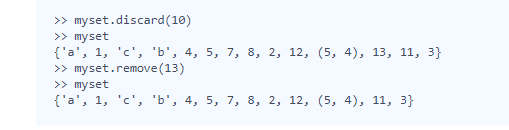 >> myset.discard(10)
>> myset
{'a', 1, 'c', 'b', 4, 5, 7, 8, 2, 12, (5, 4), 13, 11, 3}
>> myset.remove(13)
>> myset
{'a', 1, 'c', 'b', 4, 5, 7, 8, 2, 12, (5, 4), 11, 3}